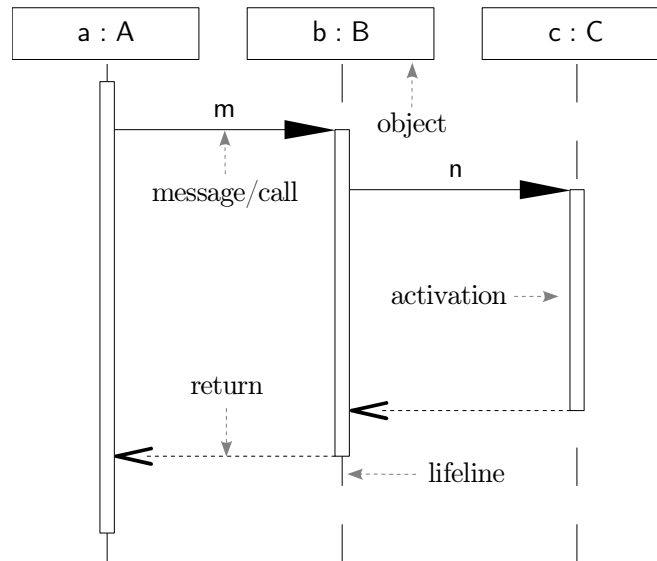 a : A
b : B
c : C
object
m
message/call
n
activation
return
lifeline